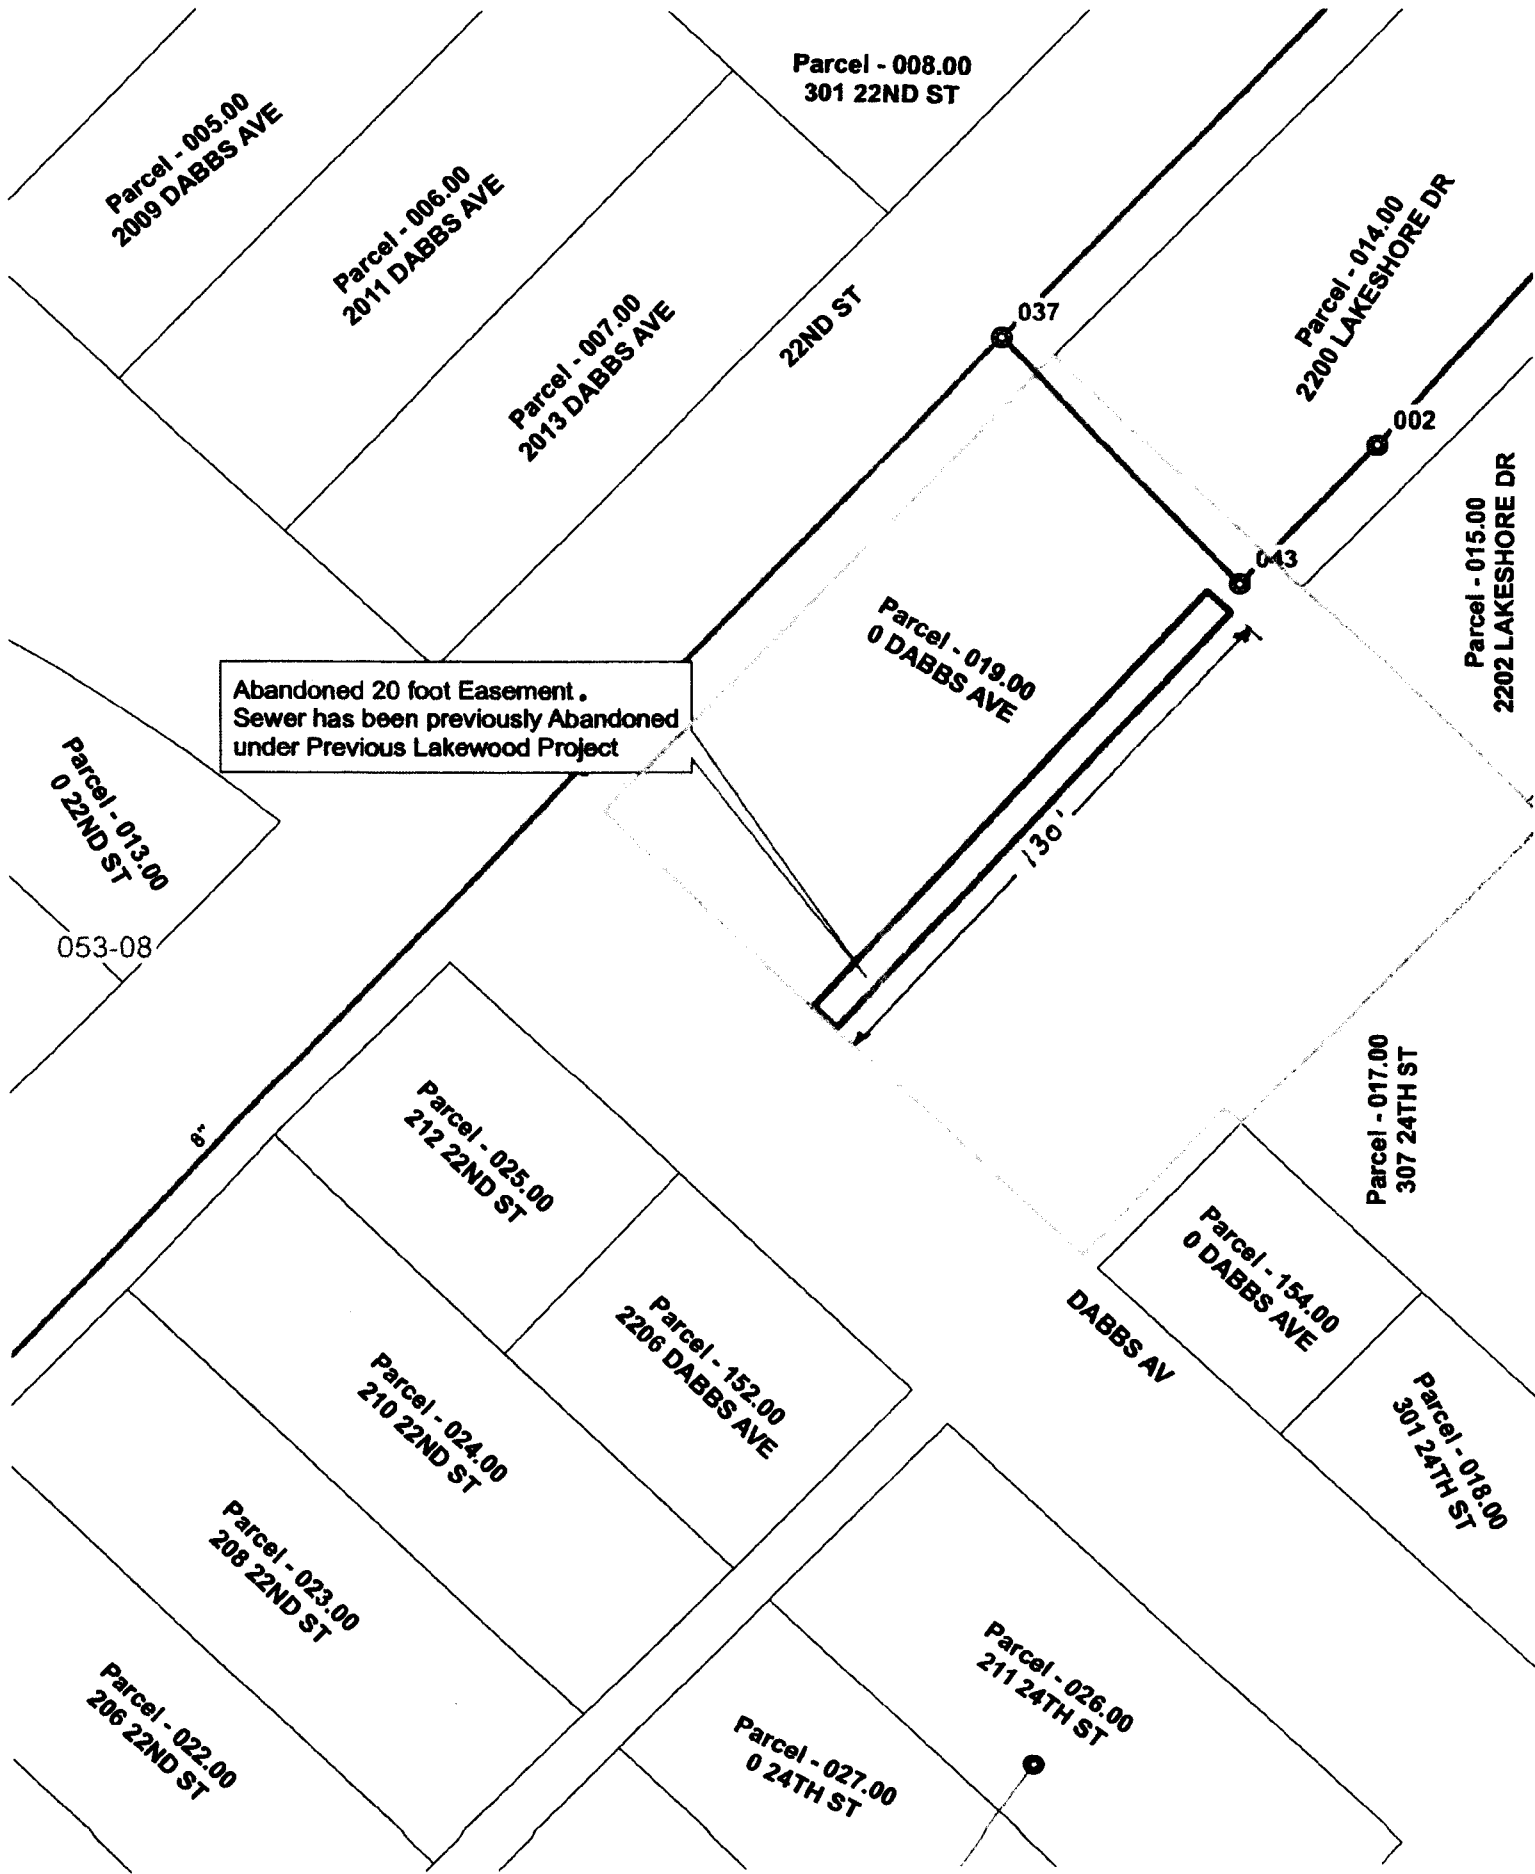 Parcel - 008.00
301 22ND ST
Parcel - 005.00
2009 DABBS AVE
Parcel - 006.00
2011 DABBS AVE
Parcel - 007.00
2013 DABBS AVE
22ND ST
037
Parcel - 014.00
2200 LAKESHORE DR
002
Parcel - 015.00
2202 LAKESHORE DR
043
Parcel - 019.00
0 DABBS AVE
Abandoned 20 foot Easement.
Sewer has been previously Abandoned
under Previous Lakewood Project
130'
Parcel - 013.00
0 22ND ST
053-08
8"
Parcel - 025.00
212 22ND ST
Parcel - 017.00
307 24TH ST
Parcel - 154.00
0 DABBS AVE
DABBS AV
Parcel - 152.00
2206 DABBS AVE
Parcel - 024.00
210 22ND ST
Parcel - 018.00
301 24TH ST
Parcel - 023.00
208 22ND ST
Parcel - 026.00
211 24TH ST
Parcel - 022.00
206 22ND ST
Parcel - 027.00
0 24TH ST